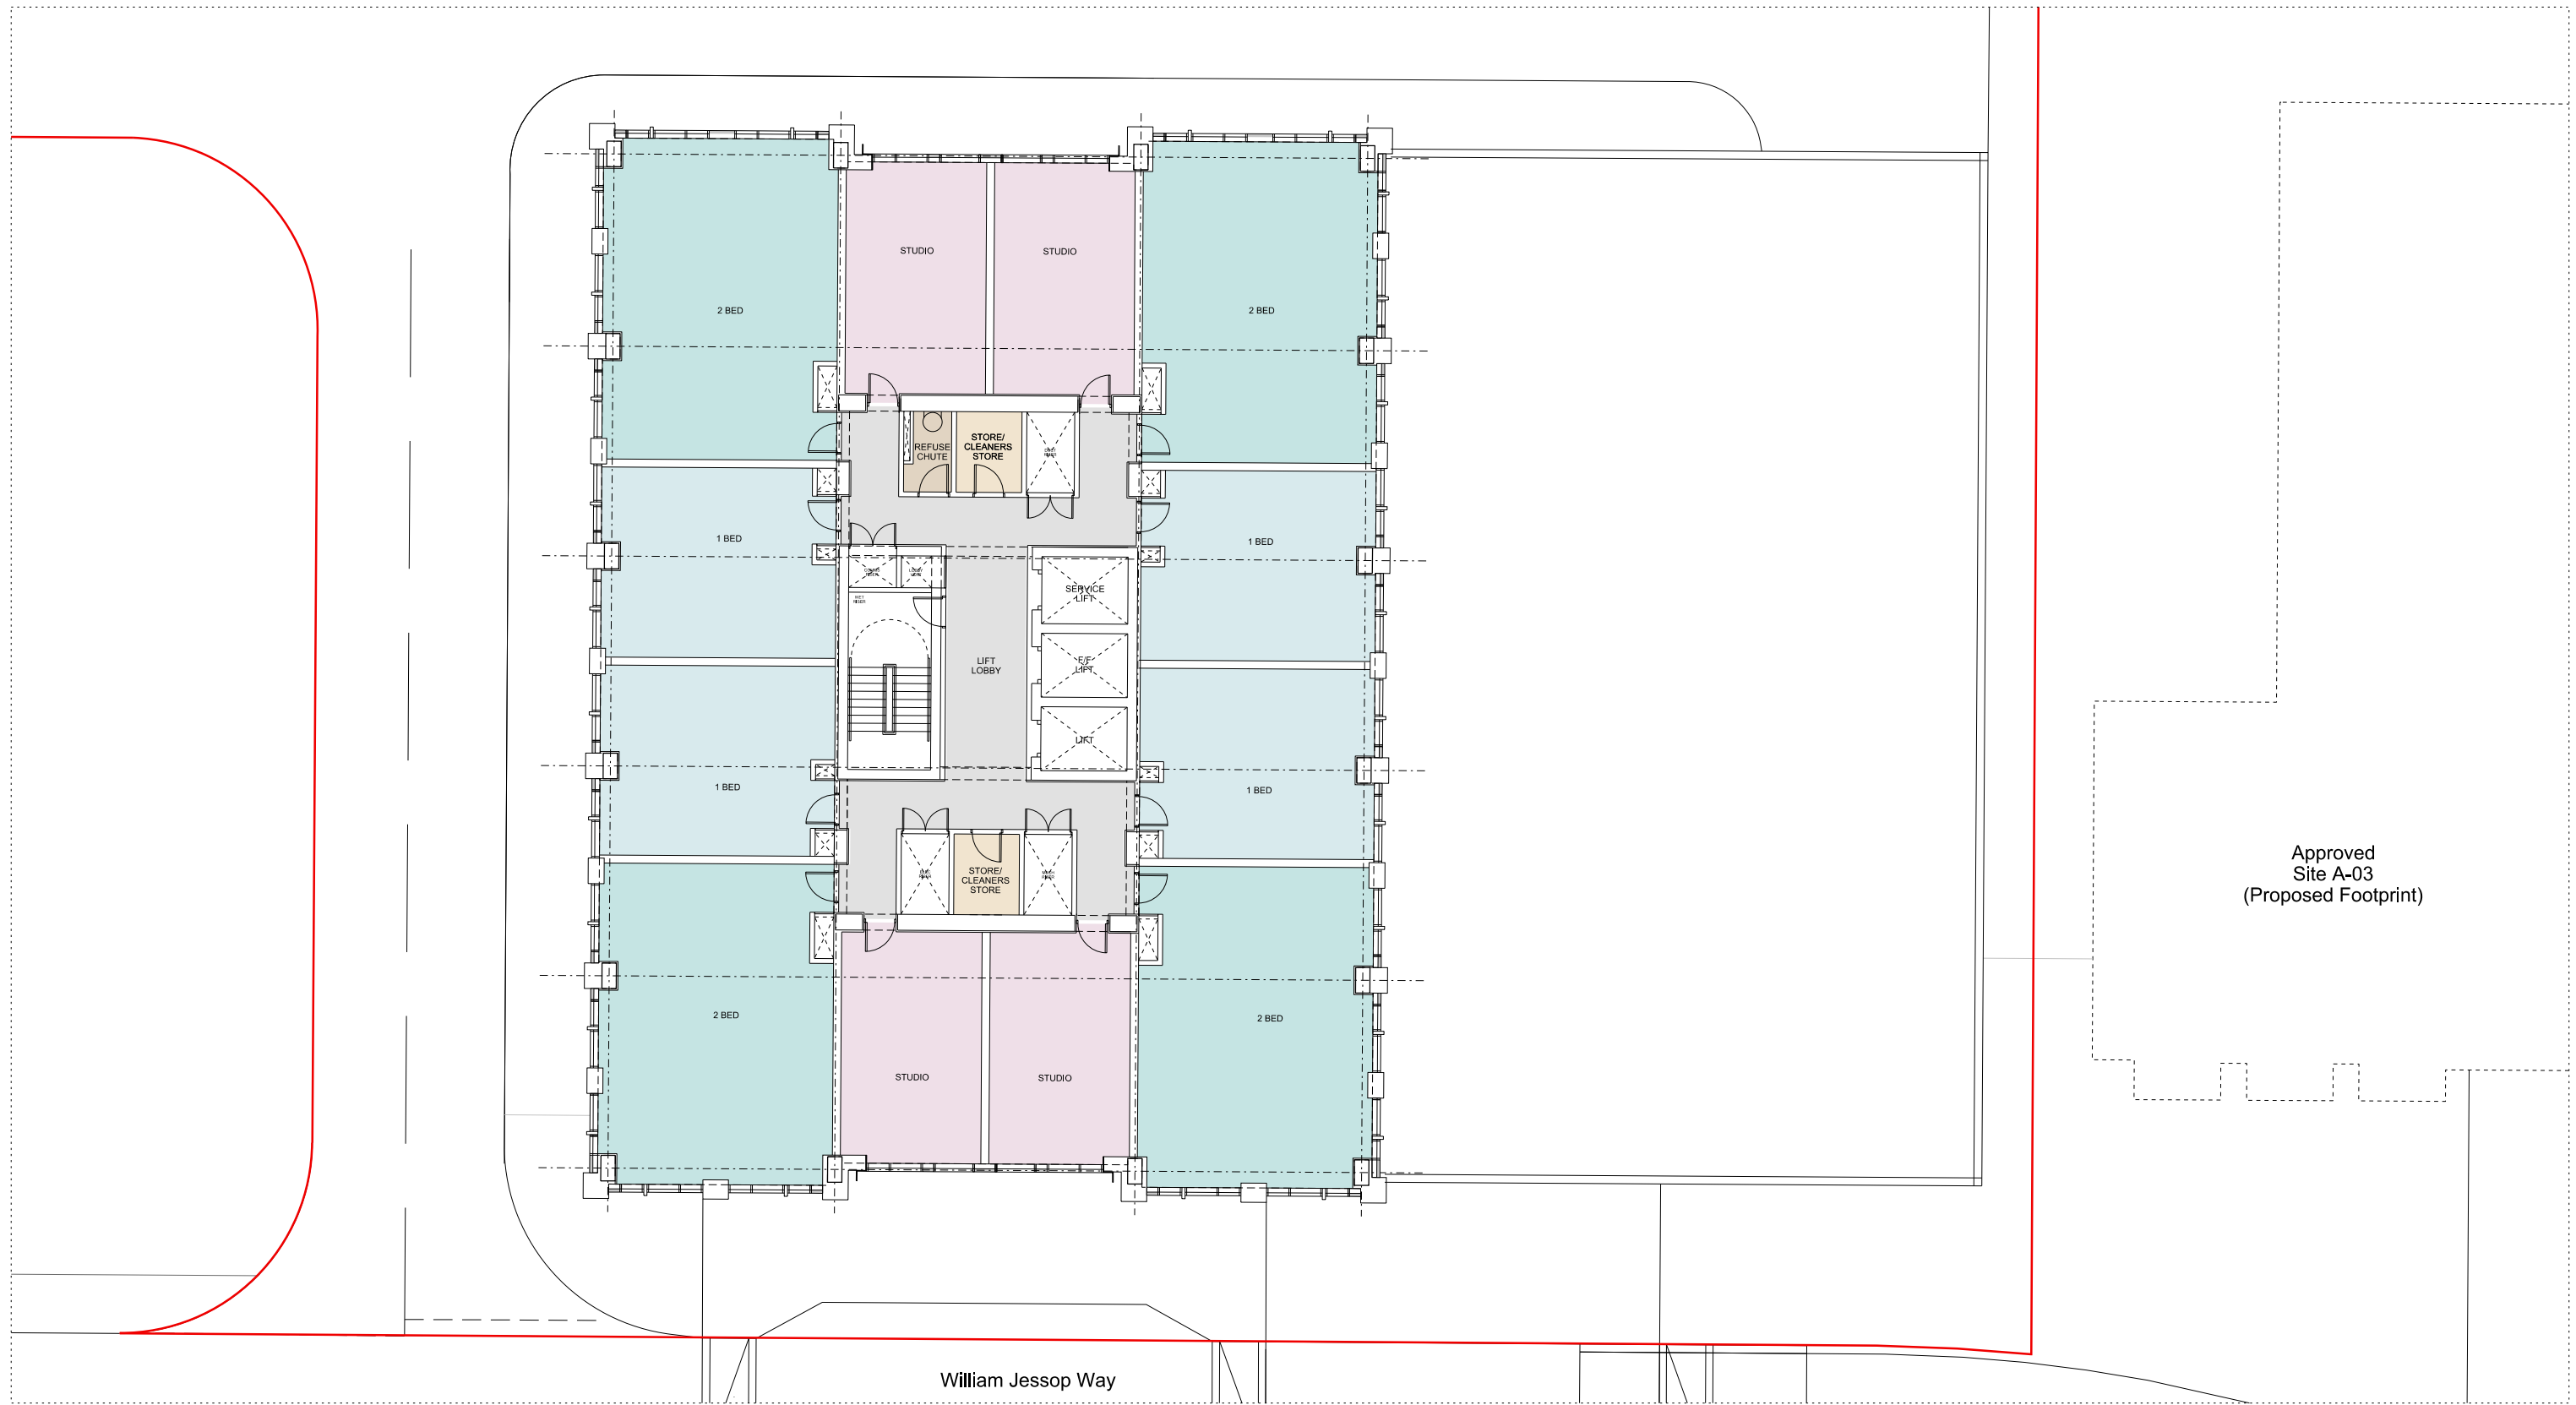 STUDIO
STUDIO
2 BED
2 BED
REFUSE
CHUTE
STORE/
CLEANERS
STORE
1 BED
1 BED
WET
RISER
SERVICE
LIFT
LIFT
LOBBY
F/F
LIFT
LIFT
1 BED
1 BED
STORE/
CLEANERS
STORE
2 BED
2 BED
STUDIO
STUDIO
Approved
Site A-03
(Proposed Footprint)
William Jessop Way